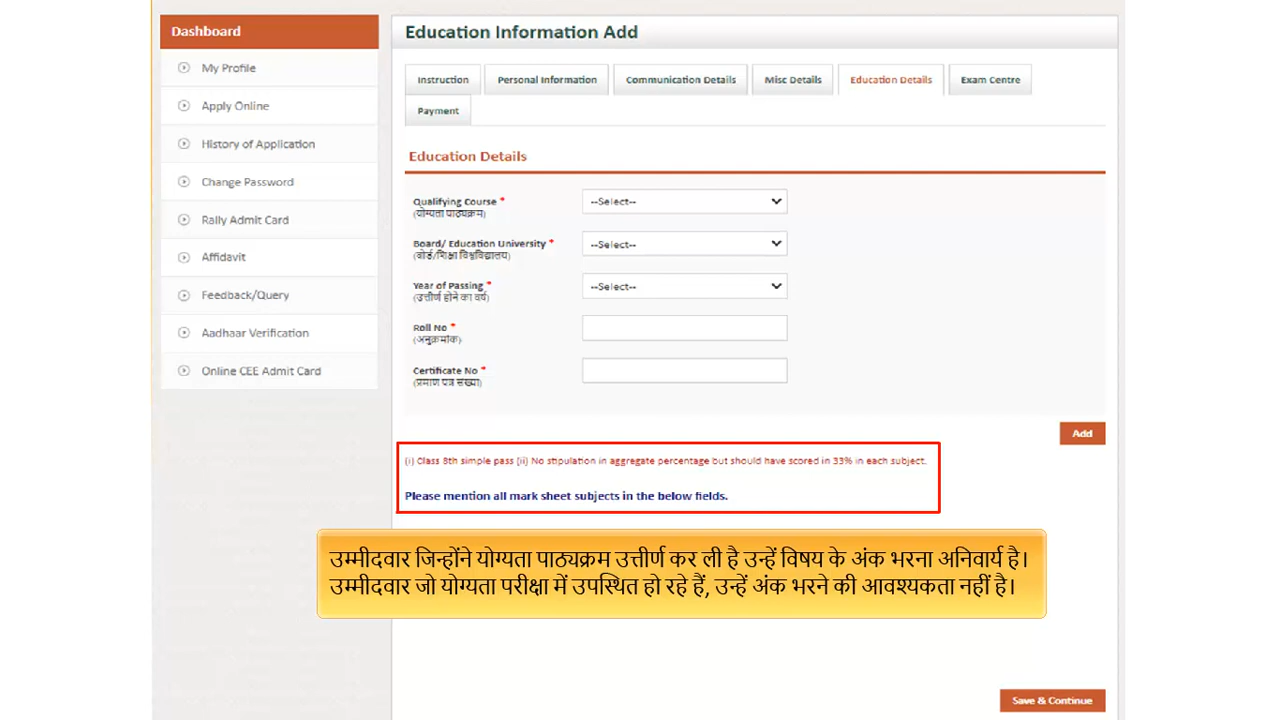 Dashboard
My Profile
Apply Online
History of Application
Change Password
Rally Admit Card
Affidavit
Feedback/Query
Aadhaar Verification
Online CEE Admit Card
Education Information Add
Instruction
Personal Information
Communication Details
Misc Details
Education Details
Exam Centre
Payment
Education Details
Qualifying Course *
(योग्यता पाठ्यक्रम)
--Select--
Board/ Education University *
(बोर्ड/शिक्षा विश्वविद्यालय)
--Select--
Year of Passing *
(उत्तीर्ण होने का वर्ष)
--Select--
Roll No *
(अनुक्रमांक)
Certificate No *
(प्रमाण पत्र संख्या)
Add
(i) Class 8th simple pass (ii) No stipulation in aggregate percentage but should have scored in 33% in each subject.
Please mention all mark sheet subjects in the below fields.
उम्मीदवार जिन्होंने योग्यता पाठ्यक्रम उत्तीर्ण कर ली है उन्हें विषय के अंक भरना अनिवार्य है।
उम्मीदवार जो योग्यता परीक्षा में उपस्थित हो रहे हैं, उन्हें अंक भरने की आवश्यकता नहीं है।
Save & Continue